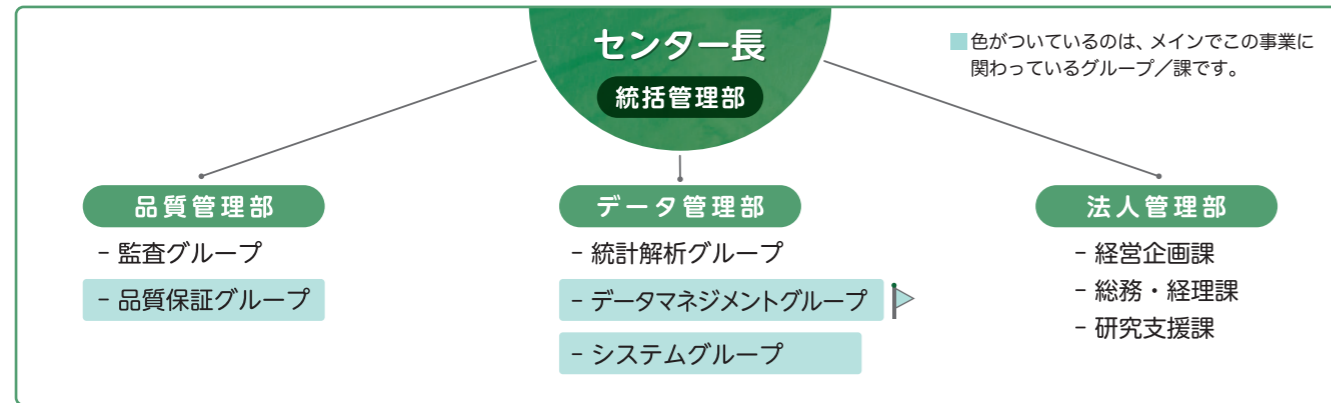 センター長
統括管理部
色がついているのは、メインでこの事業に
関わっているグループ／課です。
品質管理部
- 監査グループ
- 品質保証グループ
データ管理部
- 統計解析グループ
- データマネジメントグループ
- システムグループ
法人管理部
- 経営企画課
- 総務・経理課
- 研究支援課